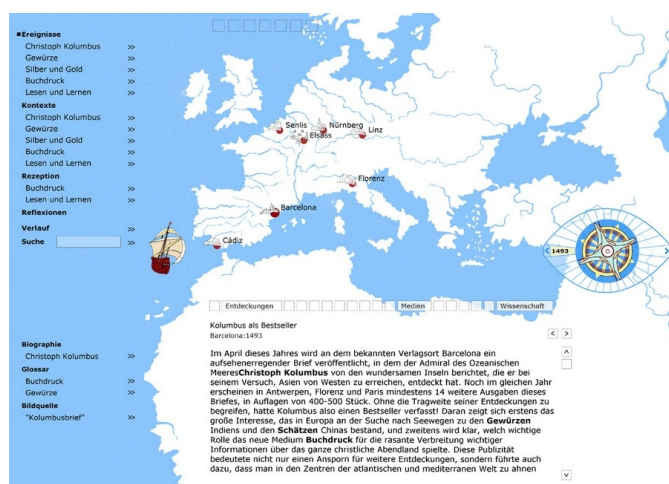 Ereignisse
Christoph Kolumbus >>
Gewürze >>
Silber und Gold >>
Buchdruck >>
Lesen und Lernen >>
Kontexte
Christoph Kolumbus >>
Gewürze >>
Silber und Gold >>
Buchdruck >>
Lesen und Lernen >>
Rezeption
Buchdruck >>
Lesen und Lernen >>
Reflexionen
Verlauf >>
Suche >>
Senlis
Nürnberg
Elsass
Linz
Florenz
Barcelona
Cádiz
< 1493 >
Entdeckungen Medien Wissenschaft
Biographie
Christoph Kolumbus >>
Glossar
Buchdruck >>
Gewürze >>
Bildquelle
"Kolumbusbrief" >>
Kolumbus als Bestseller
Barcelona:1493
< >
Im April dieses Jahres wird an dem bekannten Verlagsort Barcelona ein
aufsehenerregender Brief veröffentlicht, in dem der Admiral des Ozeanischen
MeeresChristoph Kolumbus von den wundersamen Inseln berichtet, die er bei
seinem Versuch, Asien von Westen zu erreichen, entdeckt hat. Noch im gleichen Jahr
erscheinen in Antwerpen, Florenz und Paris mindestens 14 weitere Ausgaben dieses
Briefes, in Auflagen von 400-500 Stück. Ohne die Tragweite seiner Entdeckungen zu
begreifen, hatte Kolumbus also einen Bestseller verfasst! Daran zeigt sich erstens das
große Interesse, das in Europa an der Suche nach Seewegen zu den Gewürzen
Indiens und den Schätzen Chinas bestand, und zweitens wird klar, welch wichtige
Rolle das neue Medium Buchdruck für die rasante Verbreitung wichtiger
Informationen über das ganze christliche Abendland spielte. Diese Publizität
bedeutete nicht nur einen Ansporn für weitere Entdeckungen, sondern führte auch
dazu, dass man in den Zentren der atlantischen und mediterranen Welt zu ahnen